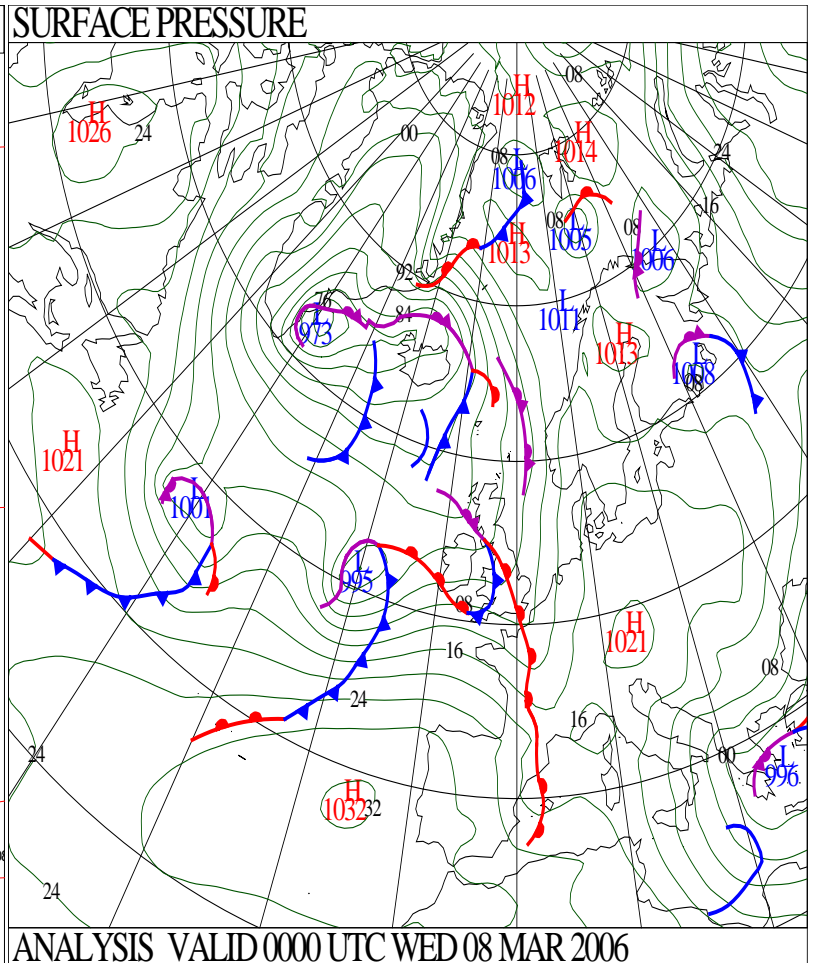 SURFACE PRESSURE
08
H
1012
H
1026
24
00
H
1014
08
L
1006
24
16
08
L
1005
08
H
1013
L
1006
92
76
L
973
84
L
1011
H
1013
L
1008
08
H
1021
L
1001
L
995
08
H
1021
16
08
24
16
24
00
L
996
H
1032
32
24
ANALYSIS VALID 0000 UTC WED 08 MAR 2006